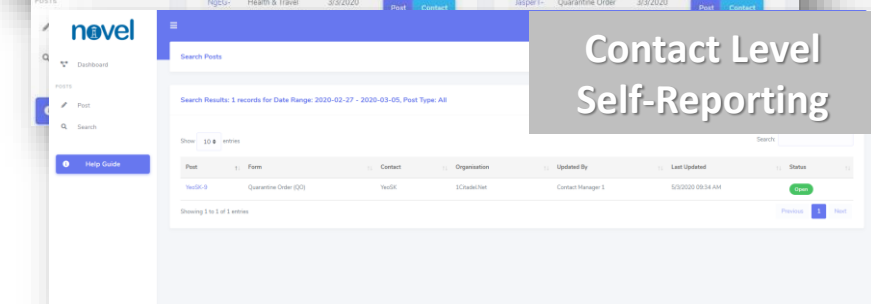 POSTS
NgEG- Health & Travel 3/3/2020 Post Contact JasperT- Quarantine Order 3/3/2020 Post Contact
novel
Contact Level
Self-Reporting
Dashboard
POSTS
Post
Search
Help Guide
Search Posts
Search Results: 1 records for Date Range: 2020-02-27 - 2020-03-05, Post Type: All
Show 10 entries
Search:
Post Form Contact Organisation Updated By Last Updated Status
YeoSK-9 Quarantine Order (QO) YeoSK 1Citadel.Net Contact Manager 1 5/3/2020 09:34 AM Open
Showing 1 to 1 of 1 entries
Previous 1 Next